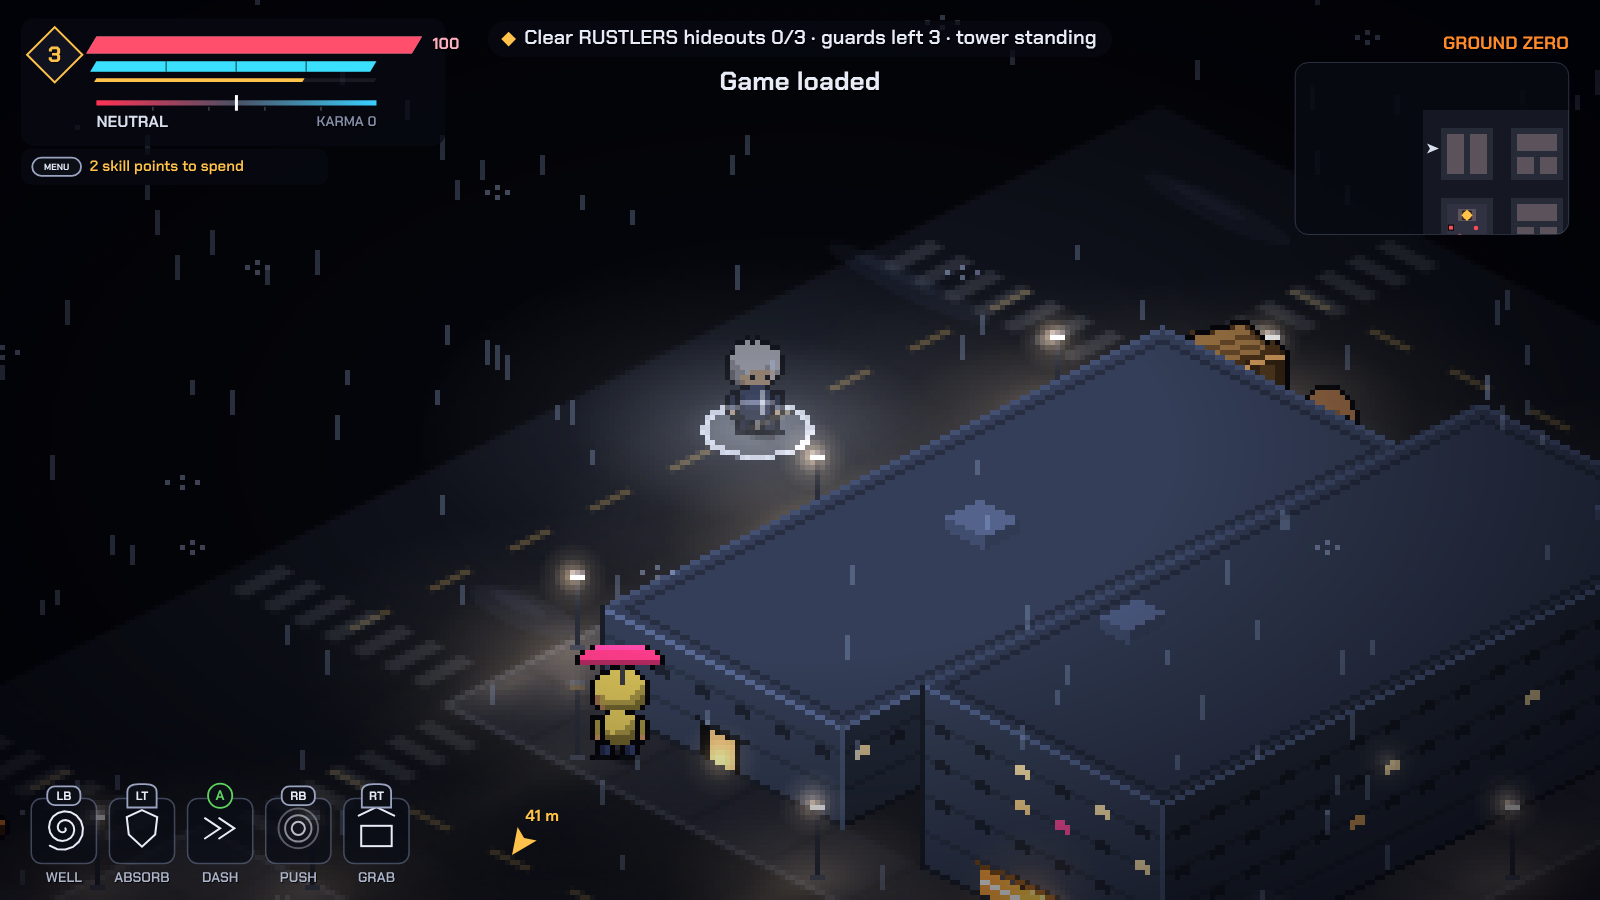 3
100
NEUTRAL
KARMA 0
MENU
2 skill points to spend
Clear RUSTLERS hideouts 0/3 · guards left 3 · tower standing
Game loaded
GROUND ZERO
41 m
LB
LT
A
RB
RT
WELL
ABSORB
DASH
PUSH
GRAB